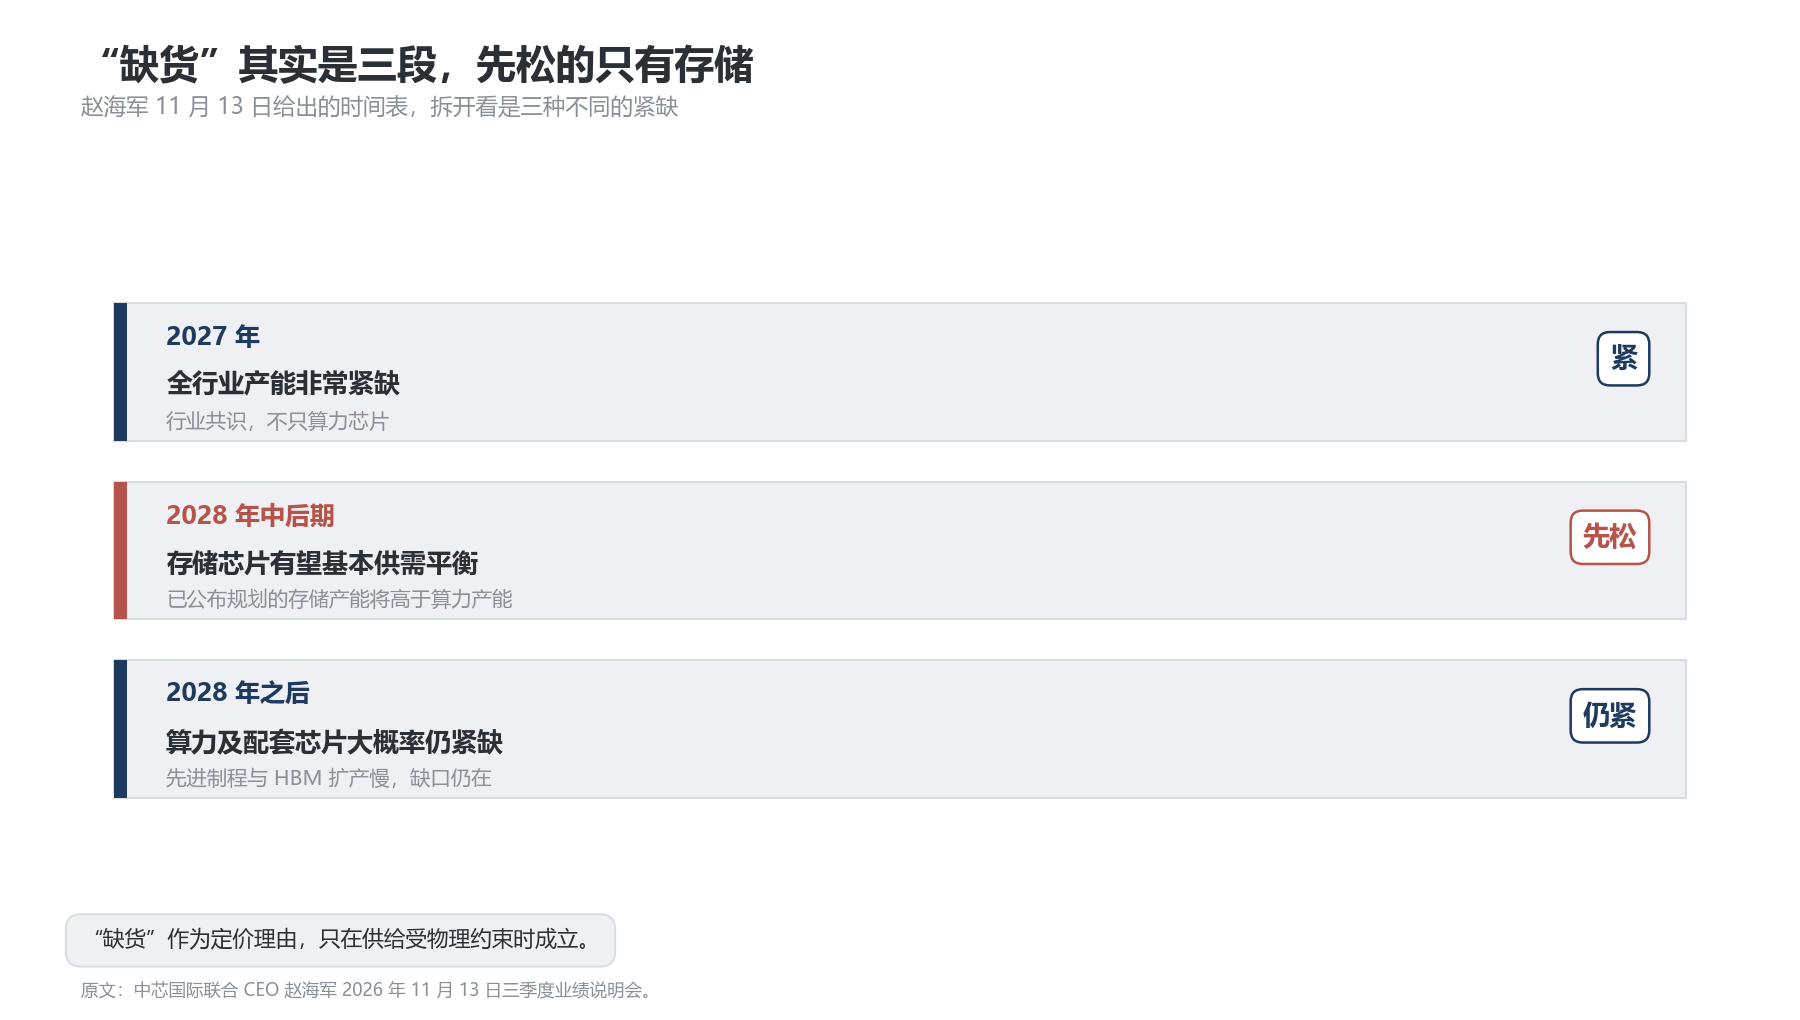 “缺货”其实是三段，先松的只有存储
赵海军 11 月 13 日给出的时间表，拆开看是三种不同的紧缺
2027 年
紧
全行业产能非常紧缺
行业共识，不只算力芯片
2028 年中后期
先松
存储芯片有望基本供需平衡
已公布规划的存储产能将高于算力产能
2028 年之后
仍紧
算力及配套芯片大概率仍紧缺
先进制程与 HBM 扩产慢，缺口仍在
“缺货”作为定价理由，只在供给受物理约束时成立。
原文：中芯国际联合 CEO 赵海军 2026 年 11 月 13 日三季度业绩说明会。